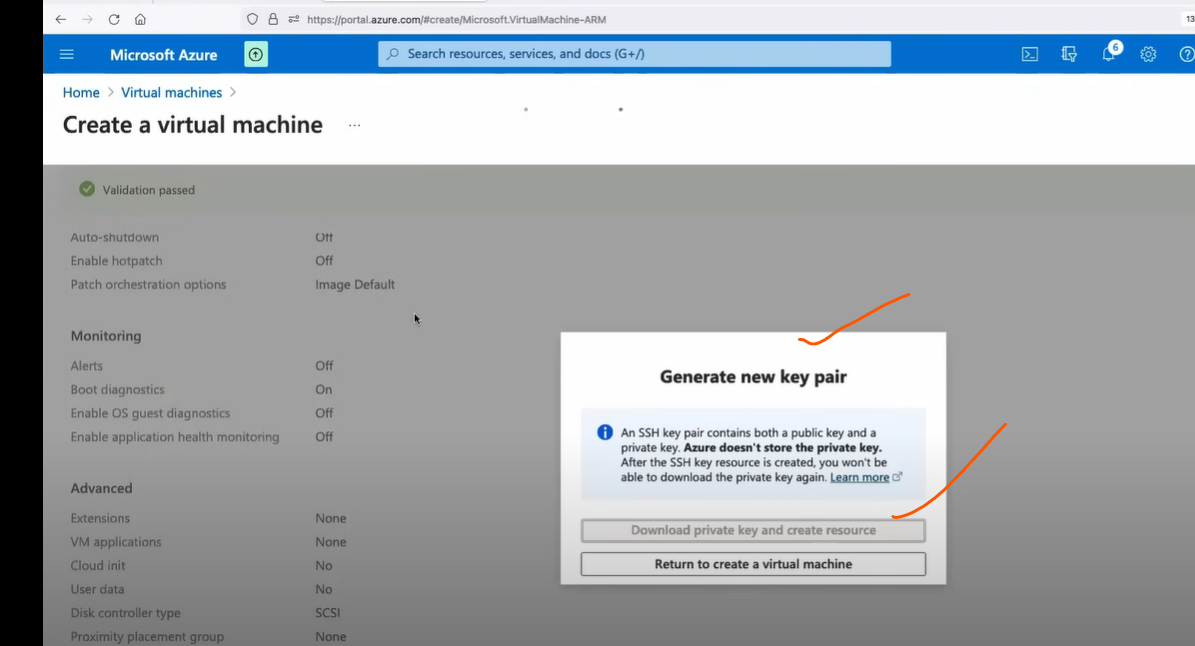 https://portal.azure.com/#create/Microsoft.VirtualMachine-ARM
Microsoft Azure
Search resources, services, and docs (G+/)
6
Home > Virtual machines >
Create a virtual machine ...
Validation passed
Auto-shutdown Off
Enable hotpatch Off
Patch orchestration options Image Default
Monitoring
Alerts Off
Boot diagnostics On
Enable OS guest diagnostics Off
Enable application health monitoring Off
Advanced
Extensions None
VM applications None
Cloud init No
User data No
Disk controller type SCSI
Proximity placement group None
Generate new key pair
An SSH key pair contains both a public key and a
private key. Azure doesn't store the private key.
After the SSH key resource is created, you won't be
able to download the private key again. Learn more
Download private key and create resource
Return to create a virtual machine